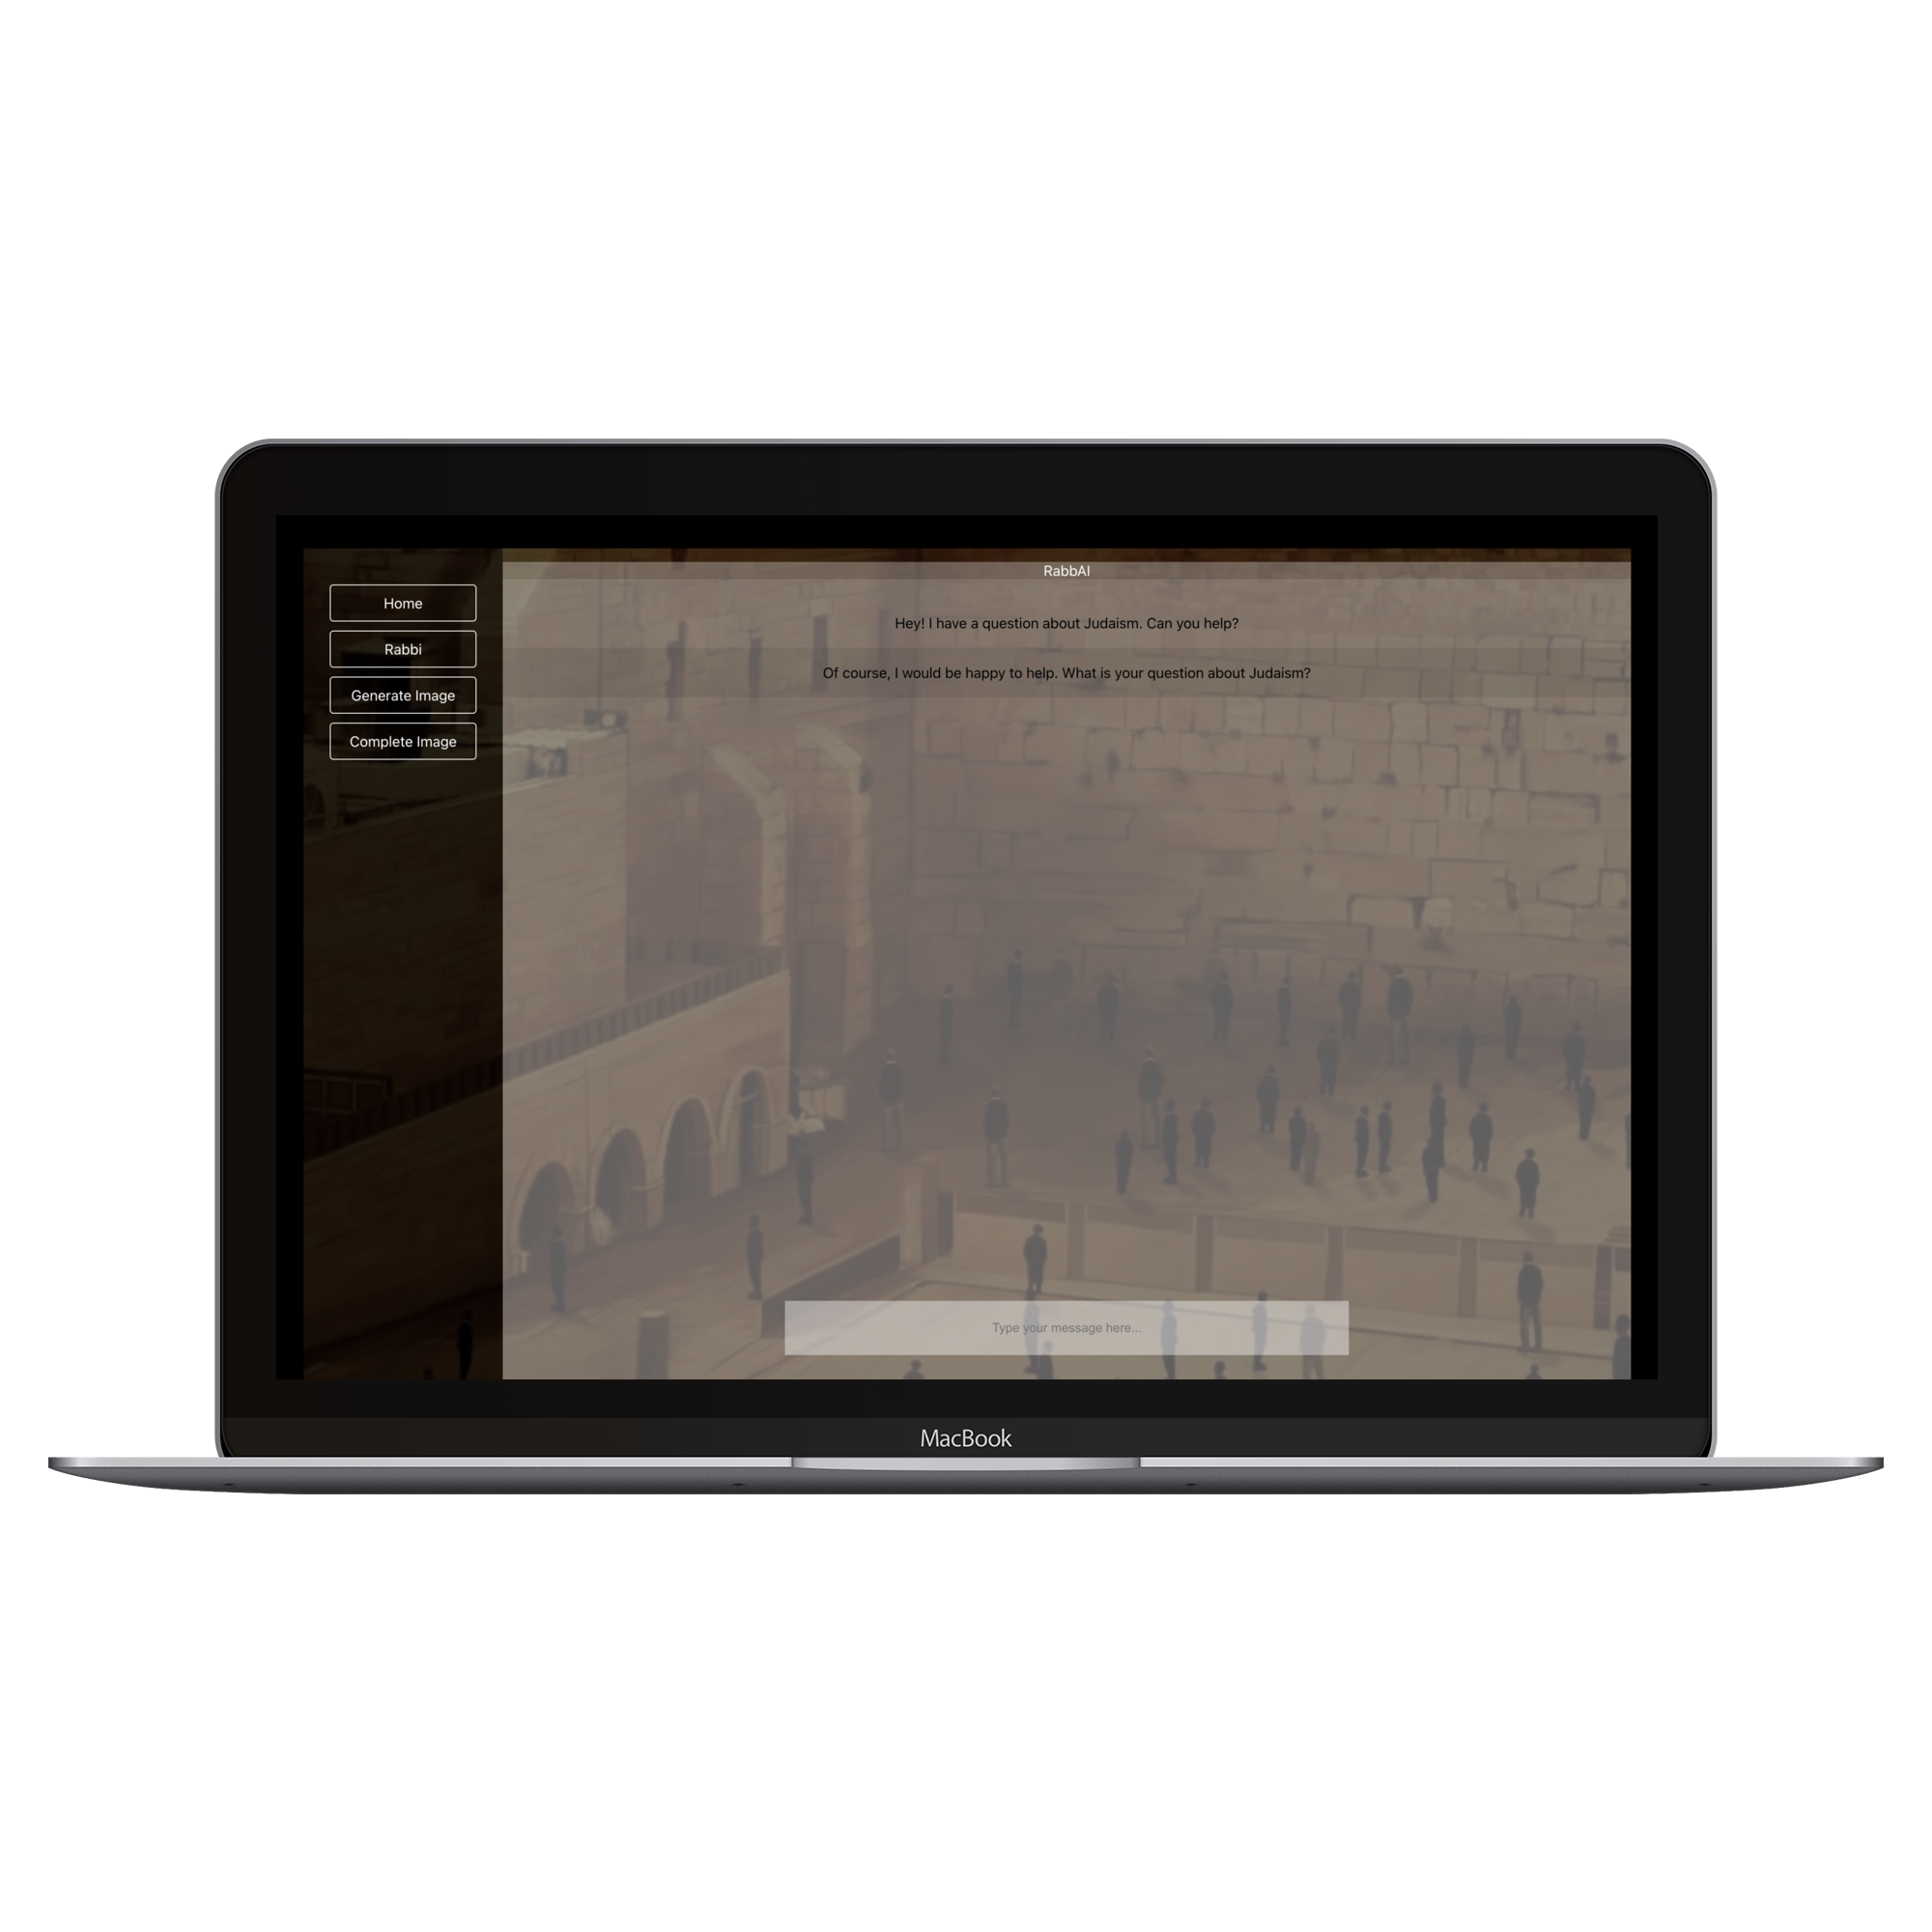 Home
Rabbi
Generate Image
Complete Image
RabbAI
Hey! I have a question about Judaism. Can you help?
Of course, I would be happy to help. What is your question about Judaism?
Type your message here...
MacBook